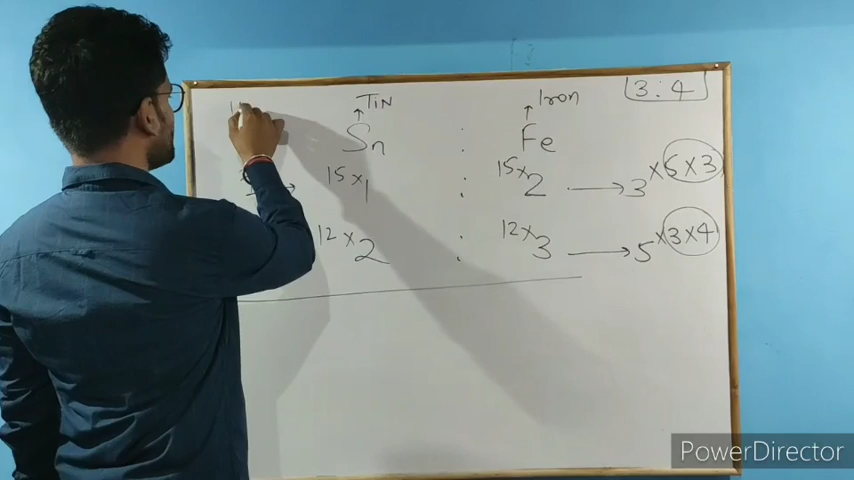 TIN Iron 3:4
↑ ↑
Sn : Fe
15× 1 : 15× 2 → 3 ×5×3
12× 2 : 12× 3 → 5 ×3×4
PowerDirector